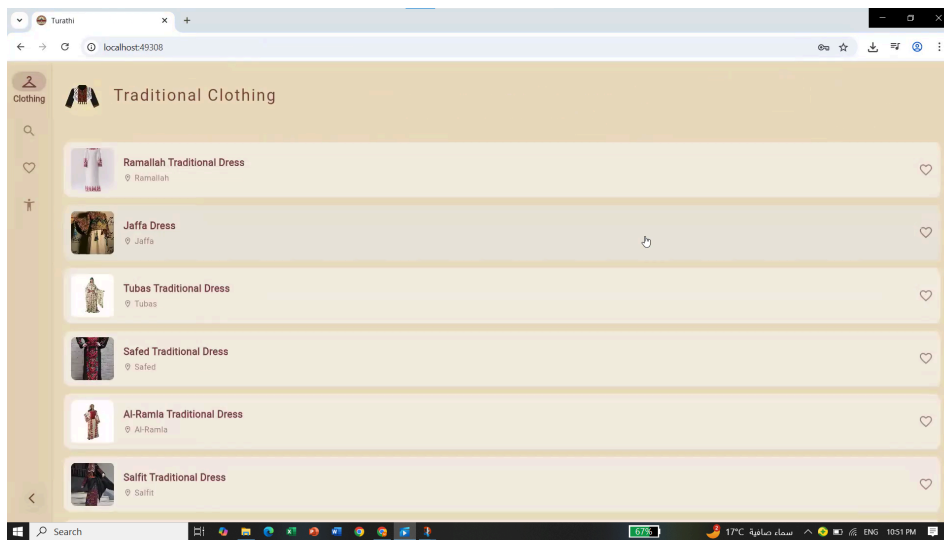 Turathi
localhost:49308
Clothing
Traditional Clothing
Ramallah Traditional Dress
Ramallah
Jaffa Dress
Jaffa
Tubas Traditional Dress
Tubas
Safed Traditional Dress
Safed
Al-Ramla Traditional Dress
Al-Ramla
Salfit Traditional Dress
Salfit
Search
67%
17°C سماء صافية
ENG
10:51 PM